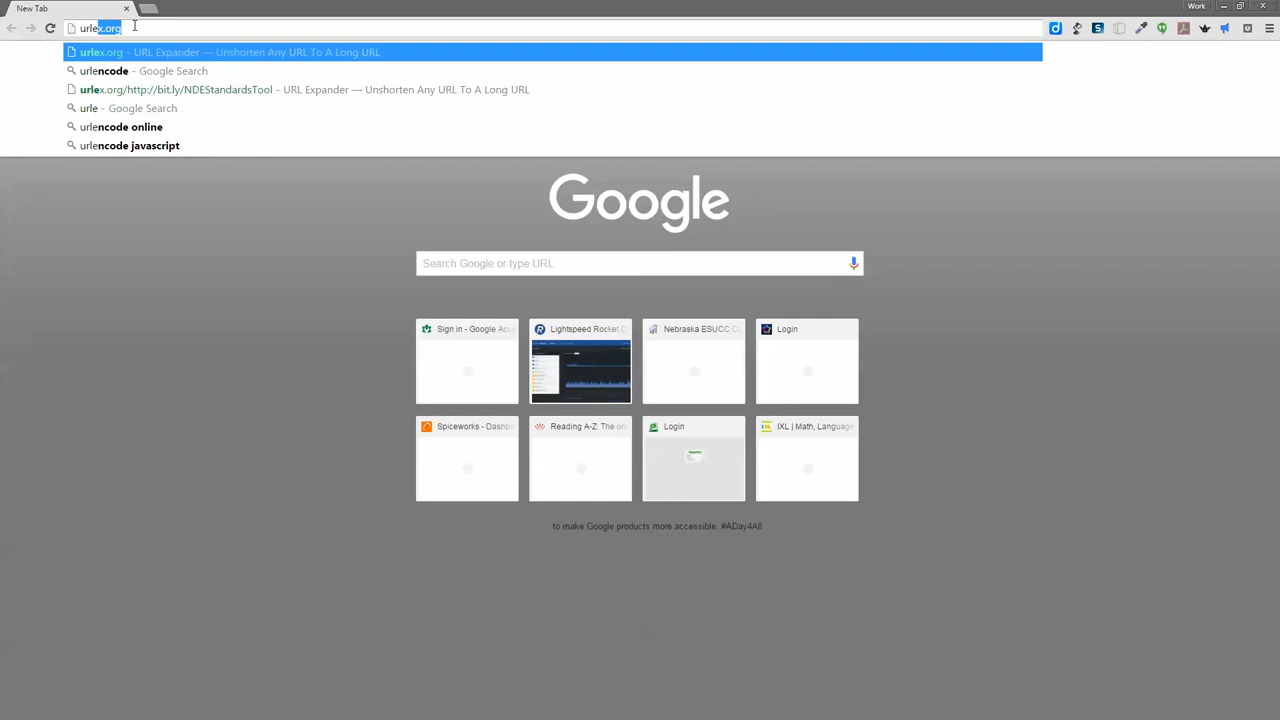 New Tab
Work
urlex.org
urlex.org - URL Expander — Unshorten Any URL To A Long URL
urlencode - Google Search
urlex.org/http://bit.ly/NDEStandardsTool - URL Expander — Unshorten Any URL To A Long URL
urle - Google Search
urlencode online
urlencode javascript
Google
Search Google or type URL
Sign in - Google Acc
Lightspeed Rocket
Nebraska ESUCC
Login
Spiceworks - Dashbo
Reading A-Z: The on
Login
IXL | Math, Language
to make Google products more accessible. #ADay4All